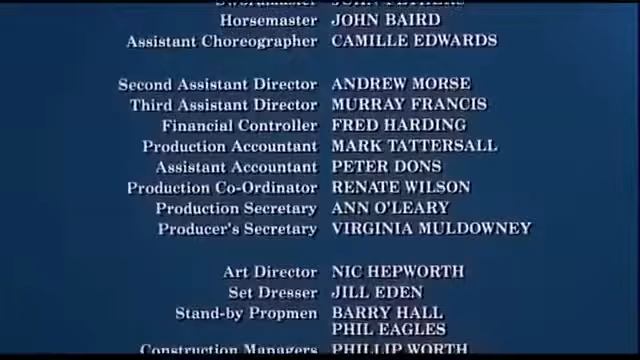 Horsemaster JOHN BAIRD
Assistant Choreographer CAMILLE EDWARDS
Second Assistant Director ANDREW MORSE
Third Assistant Director MURRAY FRANCIS
Financial Controller FRED HARDING
Production Accountant MARK TATTERSALL
Assistant Accountant PETER DONS
Production Co-Ordinator RENATE WILSON
Production Secretary ANN O'LEARY
Producer's Secretary VIRGINIA MULDOWNEY
Art Director NIC HEPWORTH
Set Dresser JILL EDEN
Stand-by Propmen BARRY HALL
PHIL EAGLES
Construction Managers PHILLIP WORTH